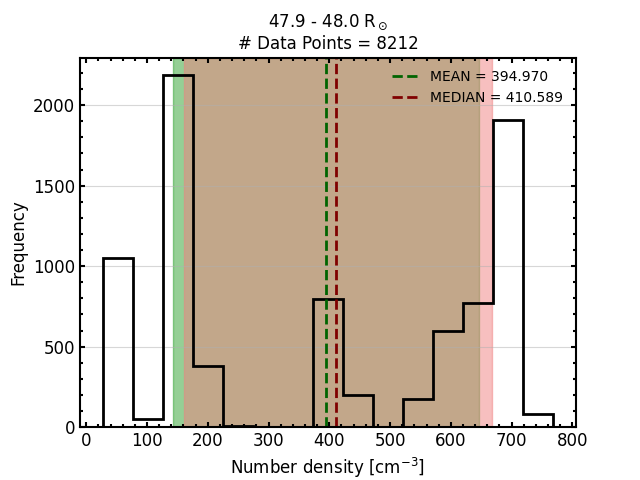 47.9 - 48.0 R⊙
# Data Points = 8212
MEAN = 394.970
MEDIAN = 410.589
Frequency
2000
1500
1000
500
0
0 100 200 300 400 500 600 700 800
Number density [cm⁻³]